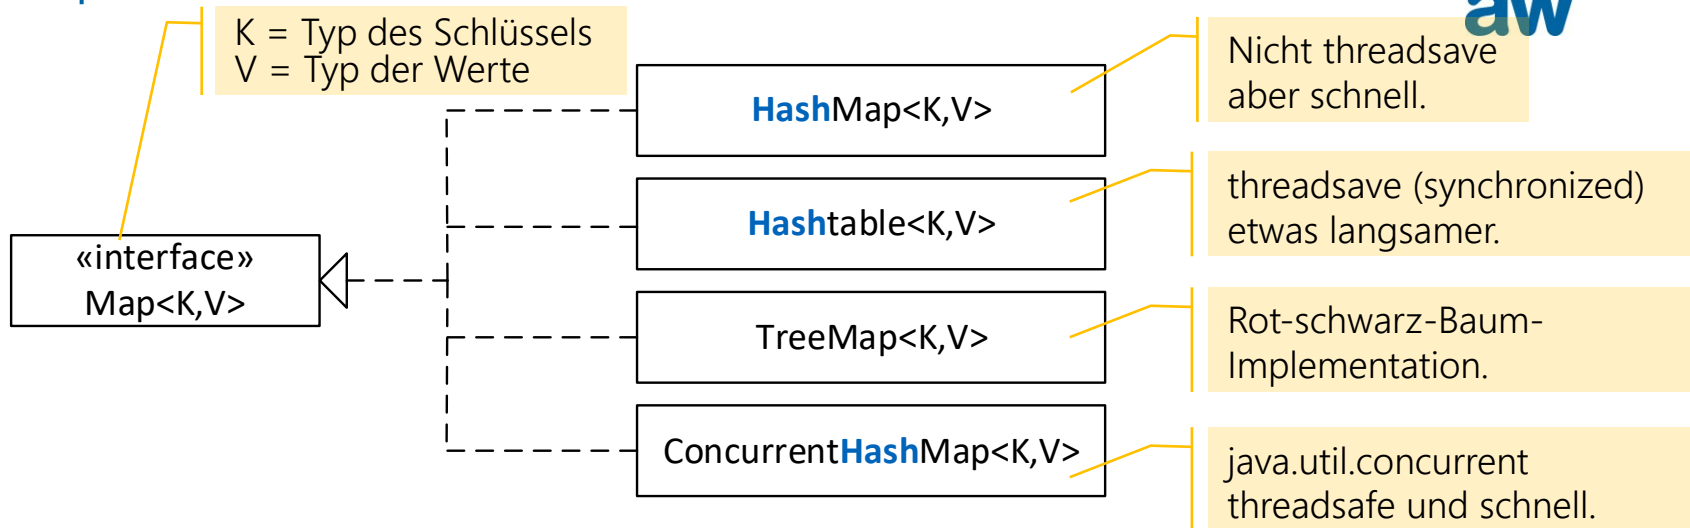 aw
K = Typ des Schlüssels
V = Typ der Werte
«interface»
Map<K,V>
HashMap<K,V>
Nicht threadsave
aber schnell.
Hashtable<K,V>
threadsave (synchronized)
etwas langsamer.
TreeMap<K,V>
Rot-schwarz-Baum-
Implementation.
ConcurrentHashMap<K,V>
java.util.concurrent
threadsafe und schnell.